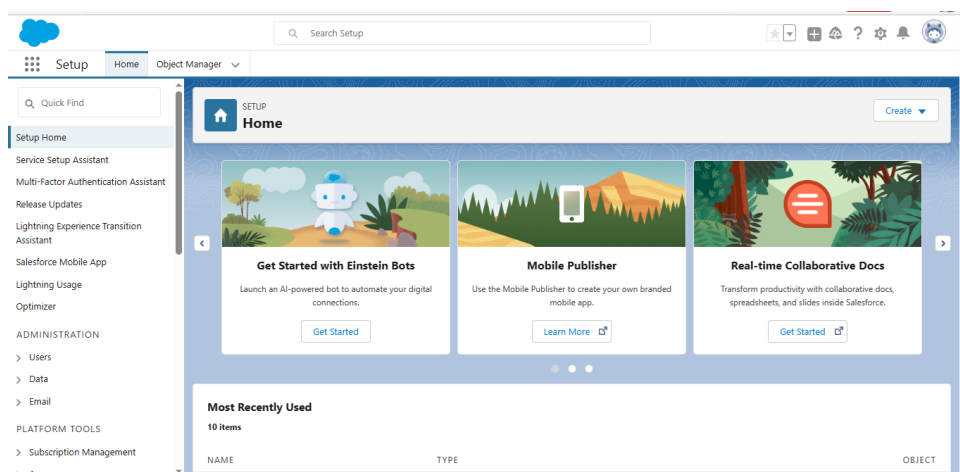 Search Setup
Setup
Home
Object Manager
Quick Find
Setup Home
Service Setup Assistant
Multi-Factor Authentication Assistant
Release Updates
Lightning Experience Transition
Assistant
Salesforce Mobile App
Lightning Usage
Optimizer
ADMINISTRATION
Users
Data
Email
PLATFORM TOOLS
Subscription Management
SETUP
Home
Create
Get Started with Einstein Bots
Launch an AI-powered bot to automate your digital
connections.
Get Started
Mobile Publisher
Use the Mobile Publisher to create your own branded
mobile app.
Learn More
Real-time Collaborative Docs
Transform productivity with collaborative docs,
spreadsheets, and slides inside Salesforce.
Get Started
Most Recently Used
10 items
NAME
TYPE
OBJECT